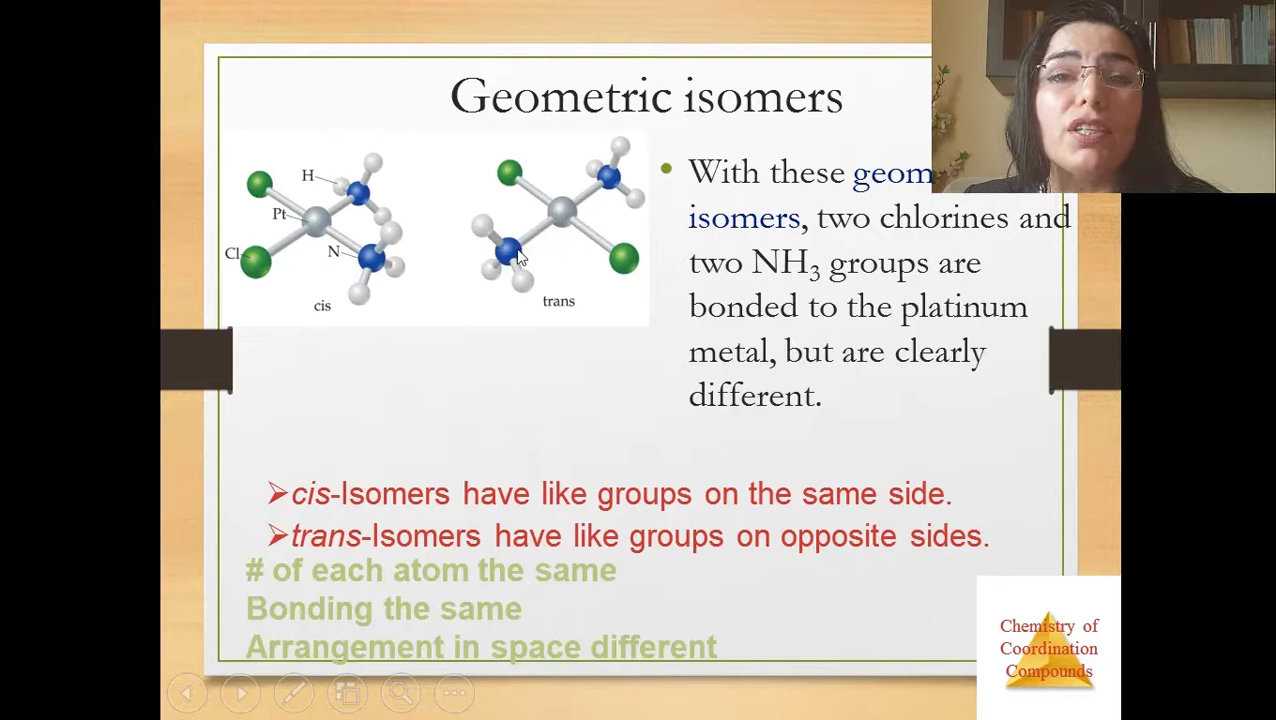 Geometric isomers
H
Pt
Cl
N
cis
trans
• With these geom
isomers, two chlorines and
two NH₃ groups are
bonded to the platinum
metal, but are clearly
different.
➢cis-Isomers have like groups on the same side.
➢trans-Isomers have like groups on opposite sides.
# of each atom the same
Bonding the same
Arrangement in space different
Chemistry of
Coordination
Compounds